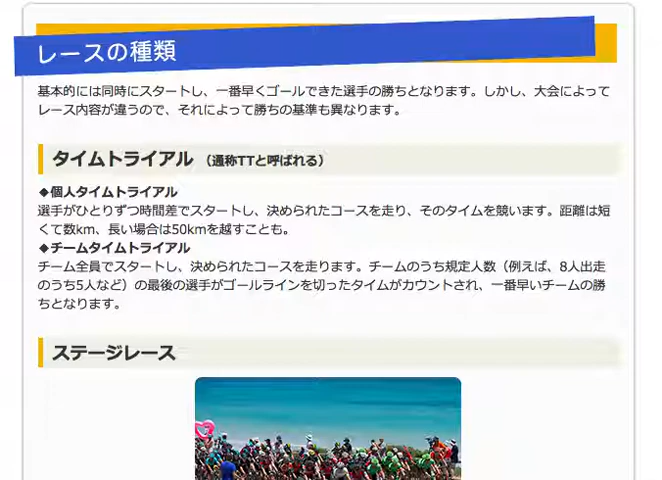 レースの種類
基本的には同時にスタートし、一番早くゴールできた選手の勝ちとなります。しかし、大会によって
レース内容が違うので、それによって勝ちの基準も異なります。
タイムトライアル （通称TTと呼ばれる）
◆個人タイムトライアル
選手がひとりずつ時間差でスタートし、決められたコースを走り、そのタイムを競います。距離は短
くて数km、長い場合は50kmを越すことも。
◆チームタイムトライアル
チーム全員でスタートし、決められたコースを走ります。チームのうち規定人数（例えば、8人出走
のうち5人など）の最後の選手がゴールラインを切ったタイムがカウントされ、一番早いチームの勝
ちとなります。
ステージレース